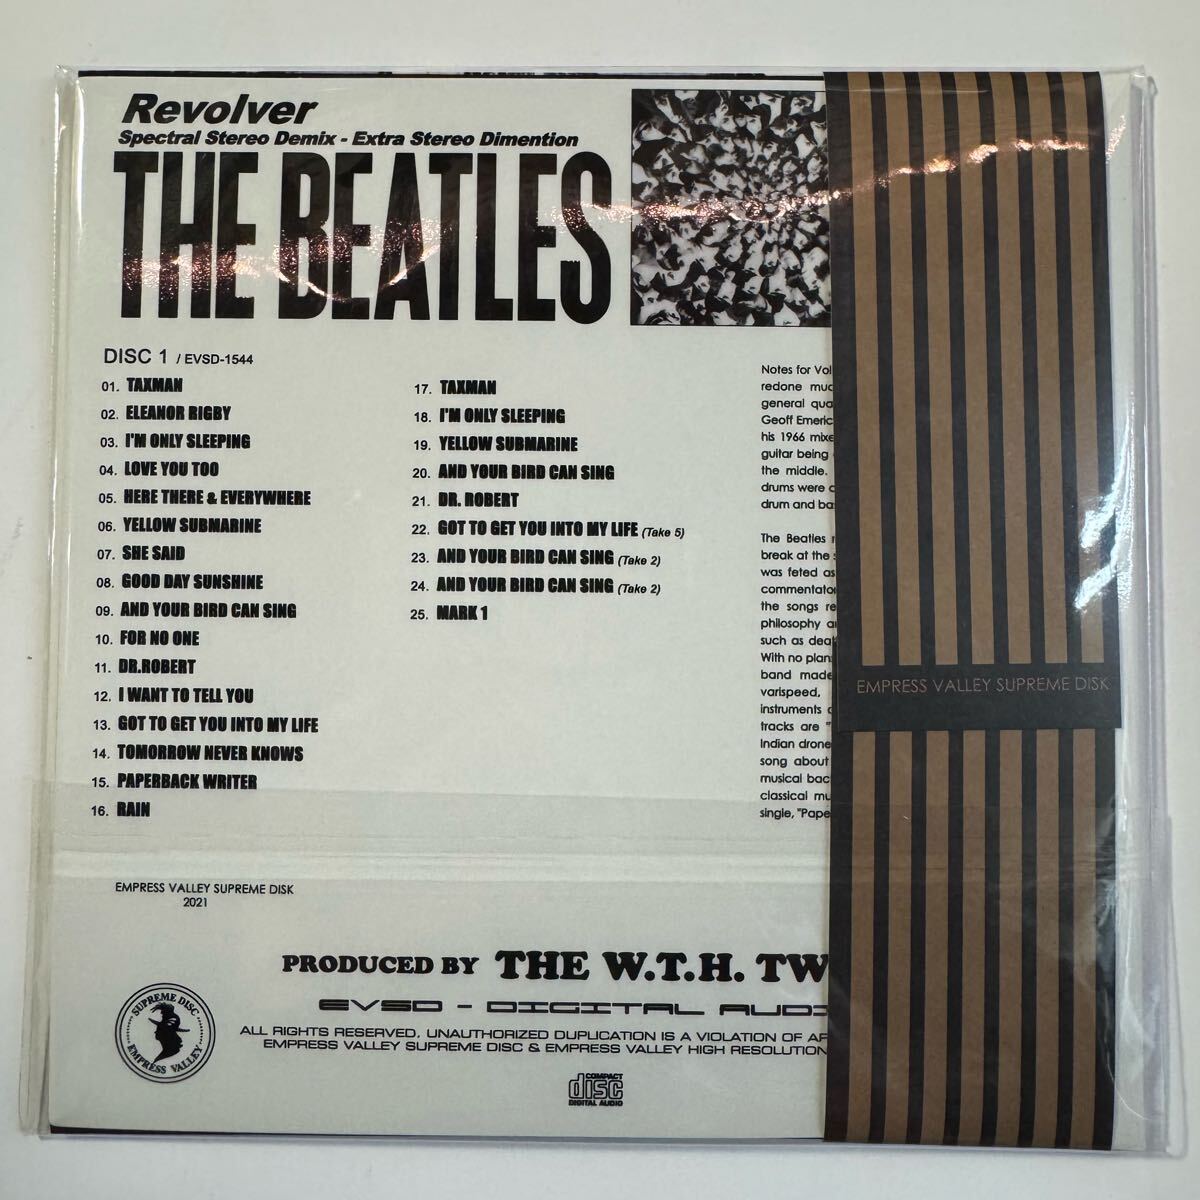 Revolver
Spectral Stereo Demix - Extra Stereo Dimention
THE BEATLES
DISC 1 / EVSD-1544
01. TAXMAN
02. ELEANOR RIGBY
03. I'M ONLY SLEEPING
04. LOVE YOU TOO
05. HERE THERE & EVERYWHERE
06. YELLOW SUBMARINE
07. SHE SAID
08. GOOD DAY SUNSHINE
09. AND YOUR BIRD CAN SING
10. FOR NO ONE
11. DR.ROBERT
12. I WANT TO TELL YOU
13. GOT TO GET YOU INTO MY LIFE
14. TOMORROW NEVER KNOWS
15. PAPERBACK WRITER
16. RAIN
17. TAXMAN
18. I'M ONLY SLEEPING
19. YELLOW SUBMARINE
20. AND YOUR BIRD CAN SING
21. DR. ROBERT
22. GOT TO GET YOU INTO MY LIFE (Take 5)
23. AND YOUR BIRD CAN SING (Take 2)
24. AND YOUR BIRD CAN SING (Take 2)
25. MARK 1
Notes for Vol
redone muc
general qua
Geoff Emeric
his 1966 mixe
guitar being
the middle.
drums were
drum and ba
The Beatles
break at the
was feted as
commentator
the songs re
philosophy a
such as deat
With no plan
band made
varispeed,
instruments
tracks are "
Indian drone
song about
musical bac
classical mu
single, "Pape
EMPRESS VALLEY SUPREME DISK
EMPRESS VALLEY SUPREME DISK
2021
PRODUCED BY THE W.T.H. TW
EVSD - DIGITAL AUDI
ALL RIGHTS RESERVED, UNAUTHORIZED DUPLICATION IS A VIOLATION OF AP
EMPRESS VALLEY SUPREME DISC & EMPRESS VALLEY HIGH RESOLUTION
SUPREME DISC
EMPRESS VALLEY
COMPACT
disc
DIGITAL AUDIO